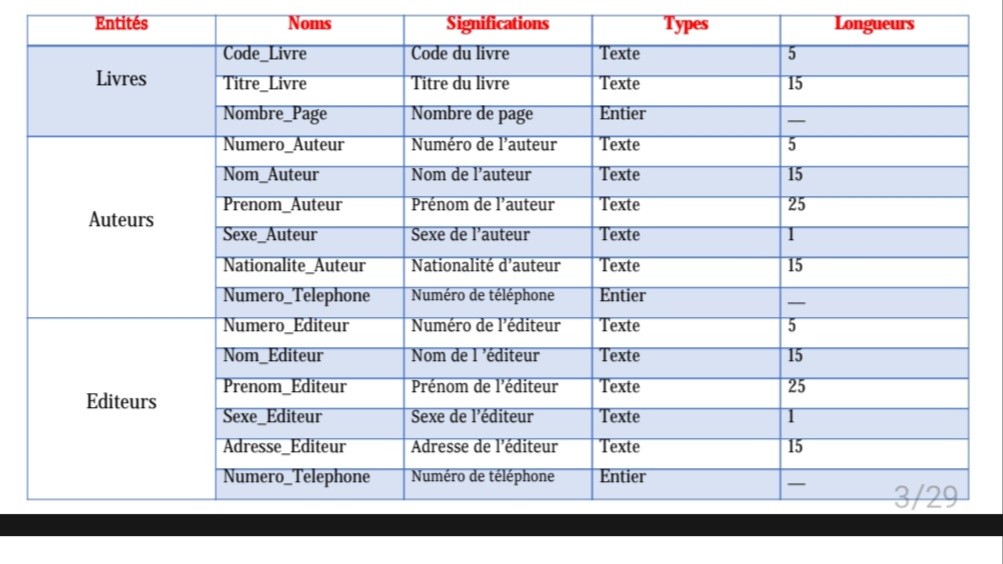 Entités Noms Significations Types Longueurs
Livres
Code_Livre Code du livre Texte 5
Titre_Livre Titre du livre Texte 15
Nombre_Page Nombre de page Entier __
Auteurs
Numero_Auteur Numéro de l’auteur Texte 5
Nom_Auteur Nom de l’auteur Texte 15
Prenom_Auteur Prénom de l’auteur Texte 25
Sexe_Auteur Sexe de l’auteur Texte 1
Nationalite_Auteur Nationalité d’auteur Texte 15
Numero_Telephone Numéro de téléphone Entier __
Editeurs
Numero_Editeur Numéro de l’éditeur Texte 5
Nom_Editeur Nom de l ’éditeur Texte 15
Prenom_Editeur Prénom de l’éditeur Texte 25
Sexe_Editeur Sexe de l’éditeur Texte 1
Adresse_Editeur Adresse de l’éditeur Texte 15
Numero_Telephone Numéro de téléphone Entier __
3/29